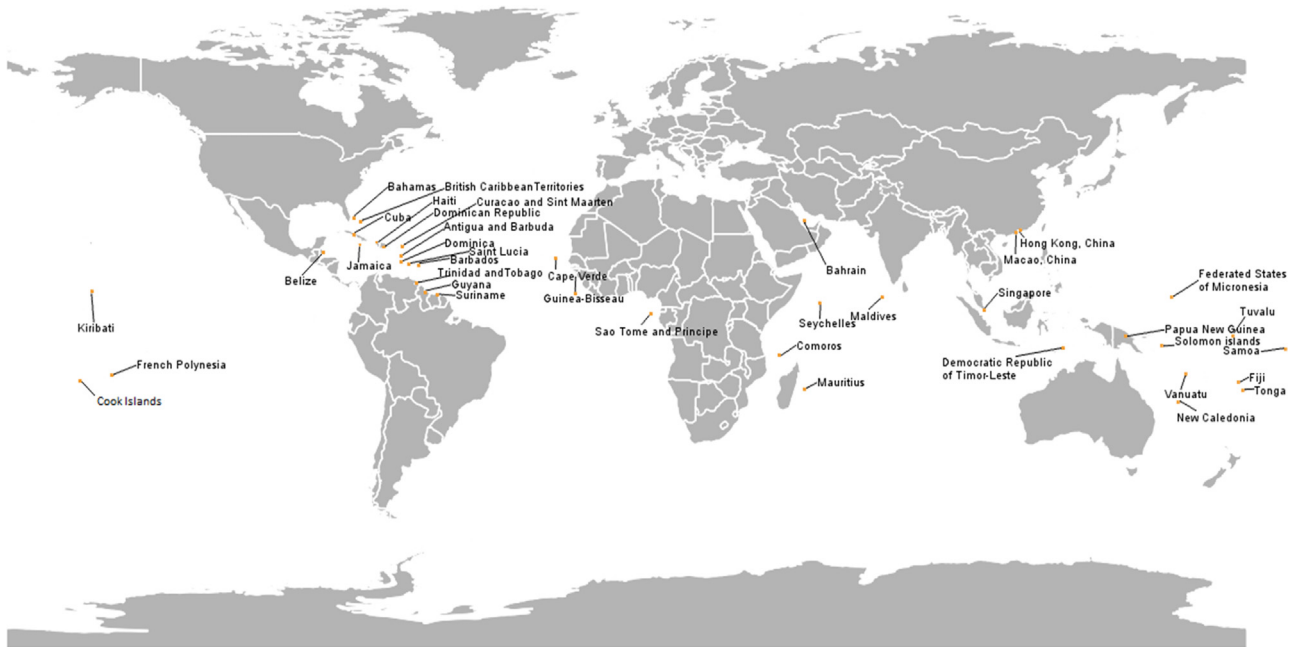 Bahamas
British CaribbeanTerritories
Haiti
Curacao and Sint Maarten
Cuba
Dominican Republic
Antigua and Barbuda
Dominica
Saint Lucia
Barbados
Jamaica
Trinidad andTobago
Belize
Guyana
Suriname
Cape Verde
Guinea-Bisseau
Sao Tome and Principe
Bahrain
Seychelles
Maldives
Comoros
Mauritius
Hong Kong, China
Macao, China
Singapore
Democratic Republic
of Timor-Leste
Federated States
of Micronesia
Tuvalu
Papua New Guinea
Solomon islands
Samoa
Fiji
Tonga
Vanuatu
New Caledonia
Kiribati
French Polynesia
Cook Islands